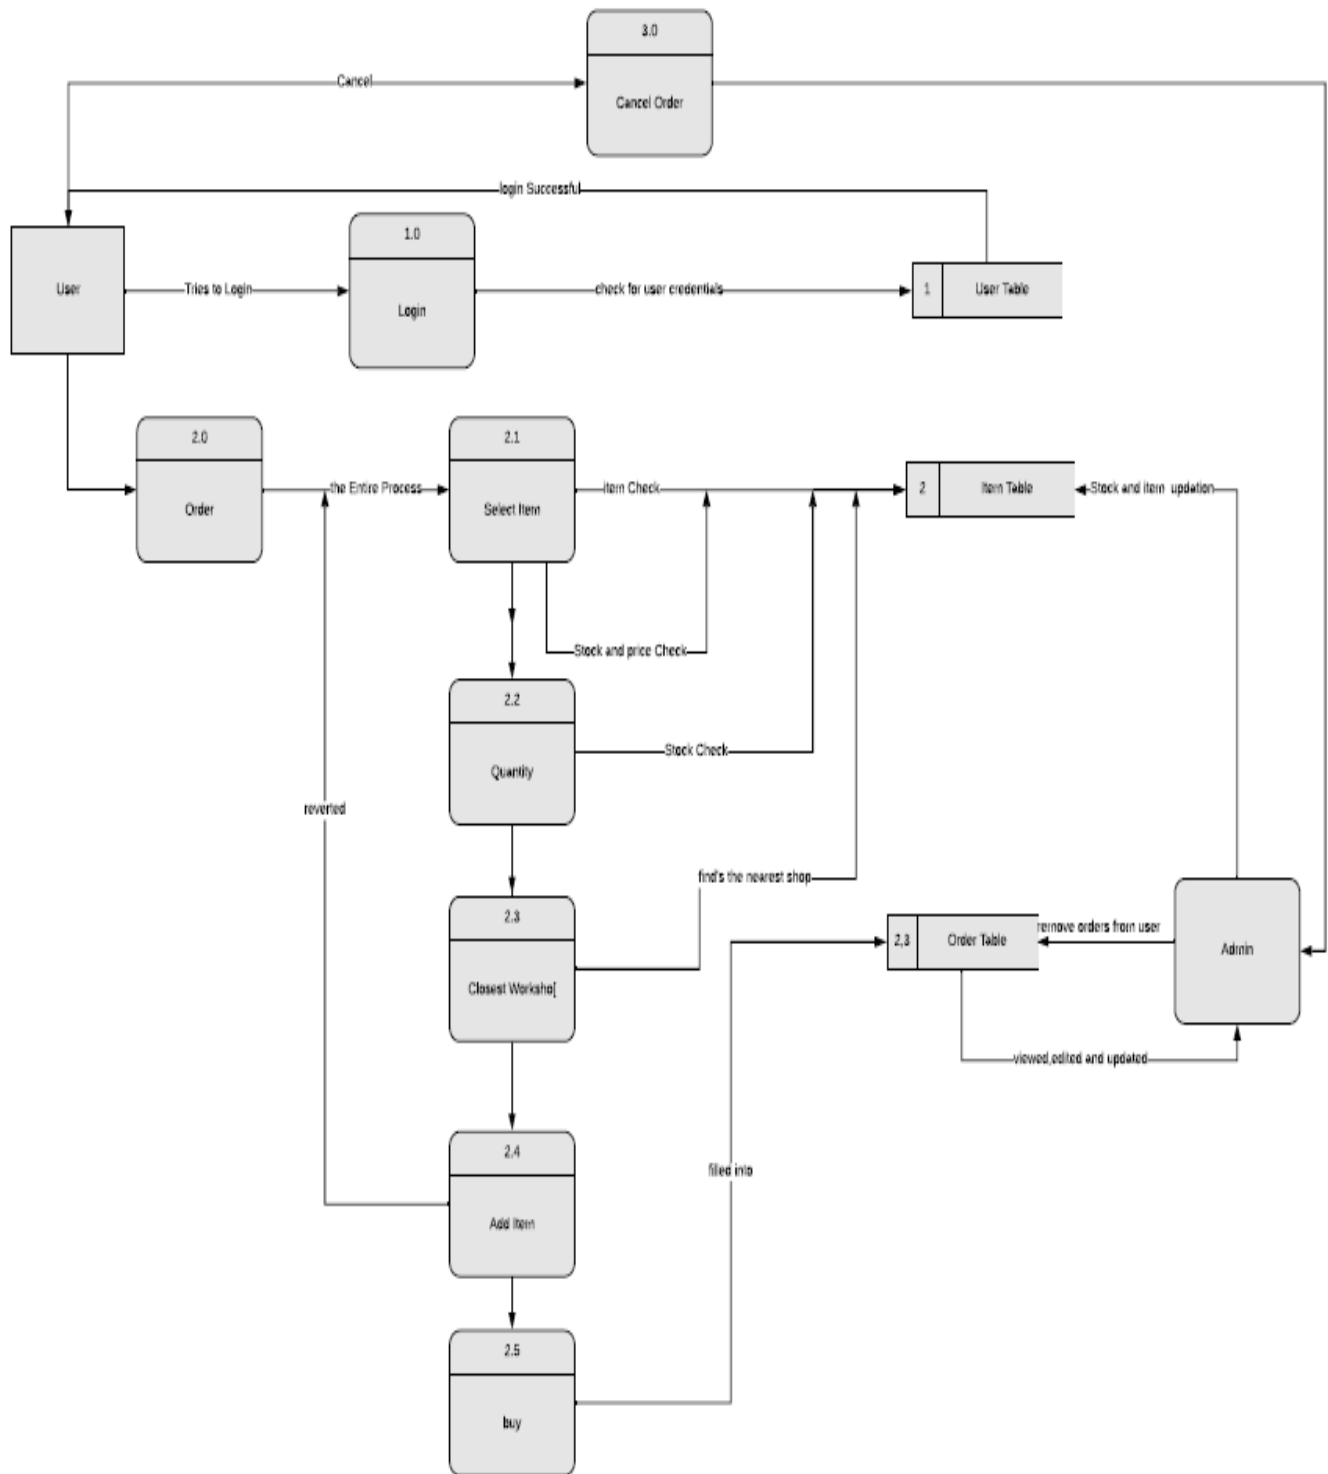 3.0
Cancel
Cancel Order
login Successful
1.0
User
Tries to Login
Login
check for user credentials
1
User Table
2.0
2.1
the Entire Process
item Check
2
Item Table
Stock and item updation
Order
Select Item
Stock and price Check
2.2
Stock Check
Quantity
reverted
find's the nearest shop
2.3
Closest Worksho[
2,3
Order Table
remove orders from user
Admin
viewed,edited and updated
2.4
filled into
Add Item
2.5
buy